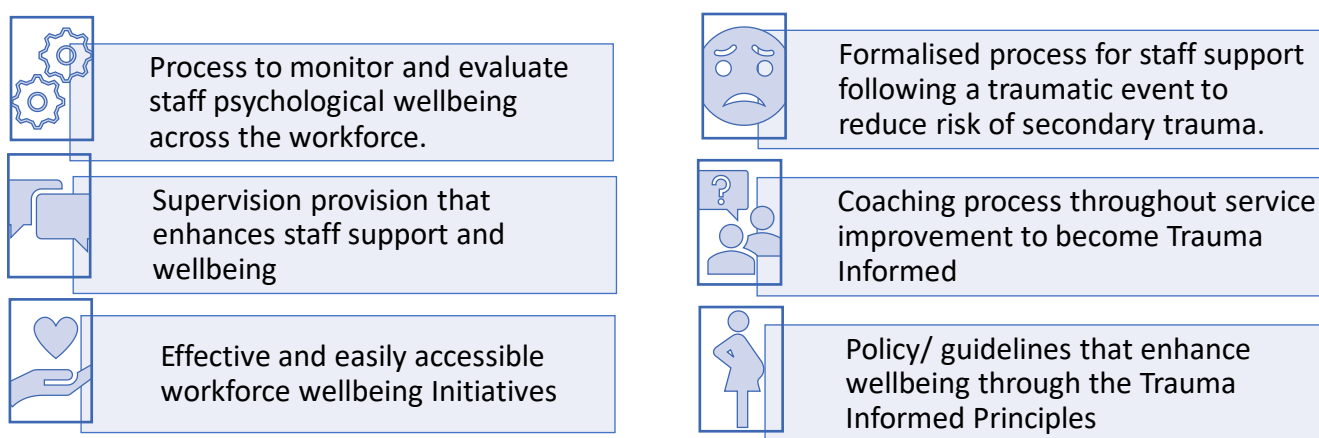 Process to monitor and evaluate
staff psychological wellbeing
across the workforce.
Supervision provision that
enhances staff support and
wellbeing
Effective and easily accessible
workforce wellbeing Initiatives
Formalised process for staff support
following a traumatic event to
reduce risk of secondary trauma.
?
Coaching process throughout service
improvement to become Trauma
Informed
Policy/ guidelines that enhance
wellbeing through the Trauma
Informed Principles